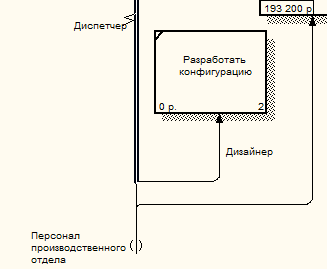 193 200 р
Диспетчер
Разработать
конфигурацию
0 р.
2
Дизайнер
Персонал
производственного
отдела